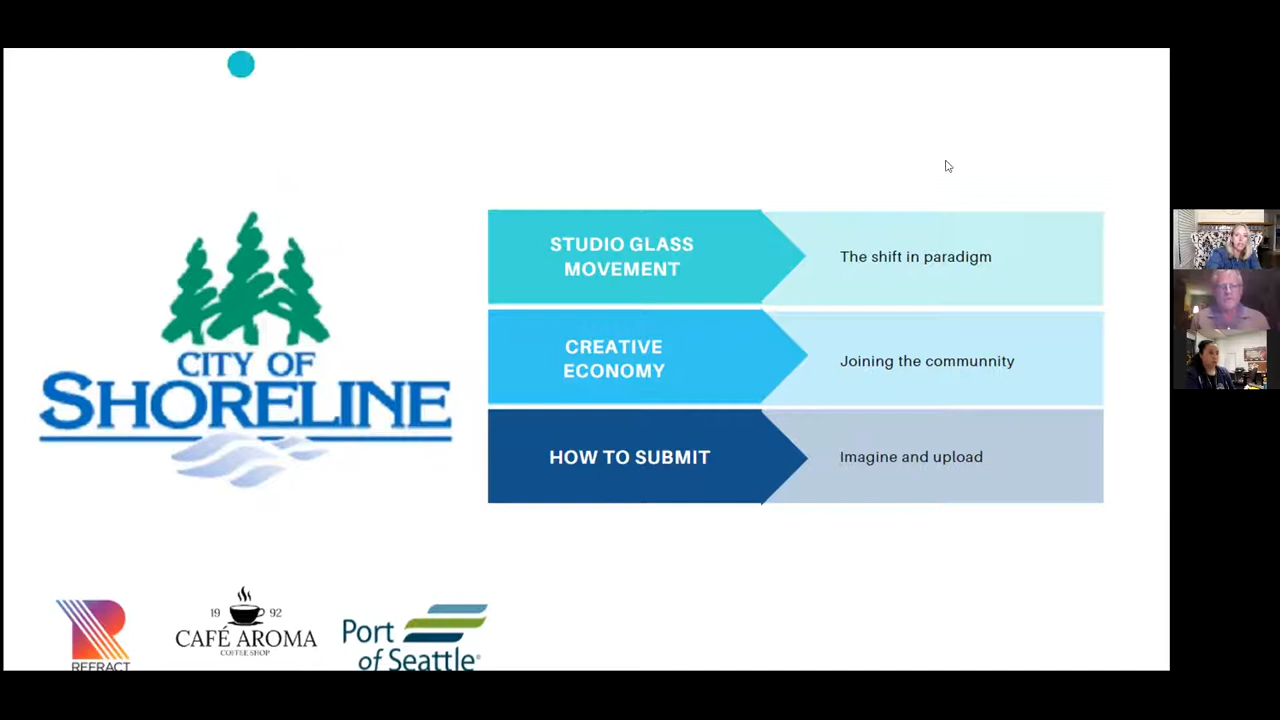 CITY OF
SHORELINE
STUDIO GLASS
MOVEMENT
The shift in paradigm
CREATIVE
ECONOMY
Joining the communnity
HOW TO SUBMIT
Imagine and upload
REFRACT
19 92
CAFÉ AROMA
COFFEE SHOP
Port
of Seattle®